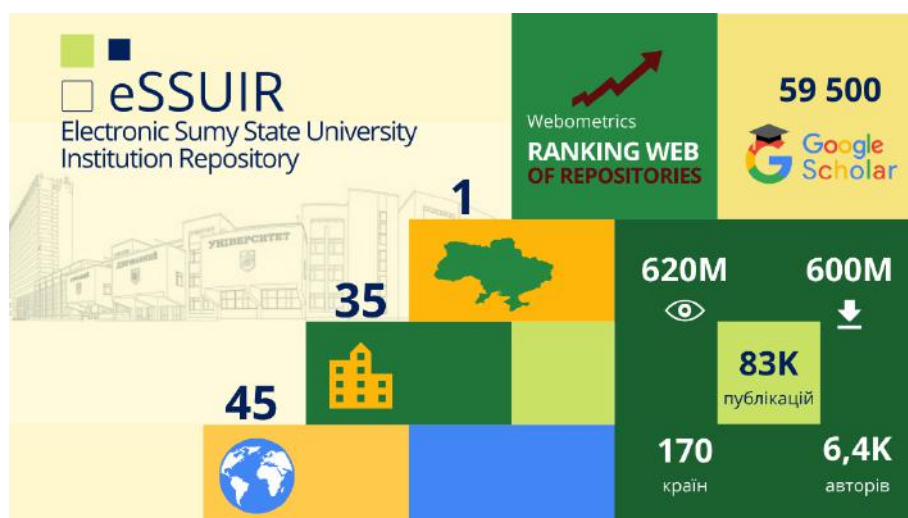 eSSUIR
Electronic Sumy State University
Institution Repository
Webometrics
RANKING WEB
OF REPOSITORIES
59 500
Google
Scholar
1
УНІВЕРСИТЕТ
ДЕРЖАВНИЙ
35
45
620M
600M
83K
публікацій
170
країн
6,4K
авторів